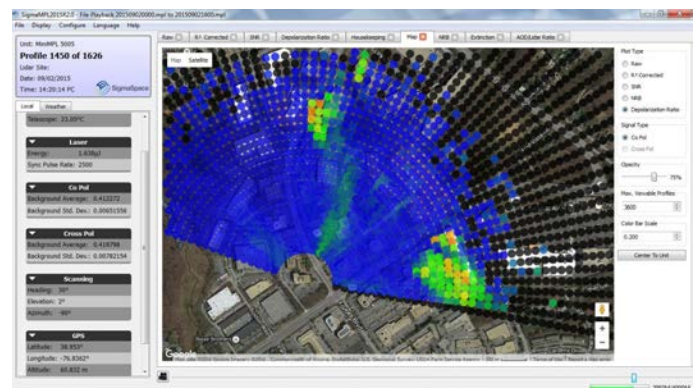 SigmaMPL2015R2.0 - File Playback 201509020000.mpl to 201509021600.mpl
File Display Configure Language Help
Unit: MiniMPL 5005
Profile 1450 of 1626
Lidar Site:
Date: 09/02/2015
Time: 14:20:14 PC
SigmaSpace
Local Weather
Telescope: 23.05°C
Laser
Energy: 1.636µJ
Sync Pulse Rate: 2500
Co Pol
Background Average: 0.412272
Background Std. Dev.: 0.00651556
Cross Pol
Background Average: 0.416798
Background Std. Dev.: 0.00782154
Scanning
Heading: 30°
Elevation: 2°
Azimuth: -90°
GPS
Latitude: 38.953°
Longitude: -76.8362°
Altitude: 60.832 m
Raw
R² Corrected
SNR
Depolarization Ratio
Housekeeping
Map
NRB
Extinction
AOD/Lidar Ratio
Map Satellite
Google
Plot Type
Raw
R² Corrected
SNR
NRB
Depolarization Ratio
Signal Type
Co Pol
Cross Pol
Opacity
75%
Max. Viewable Profiles
3600
Color Bar Scale
0.200
Center To Unit